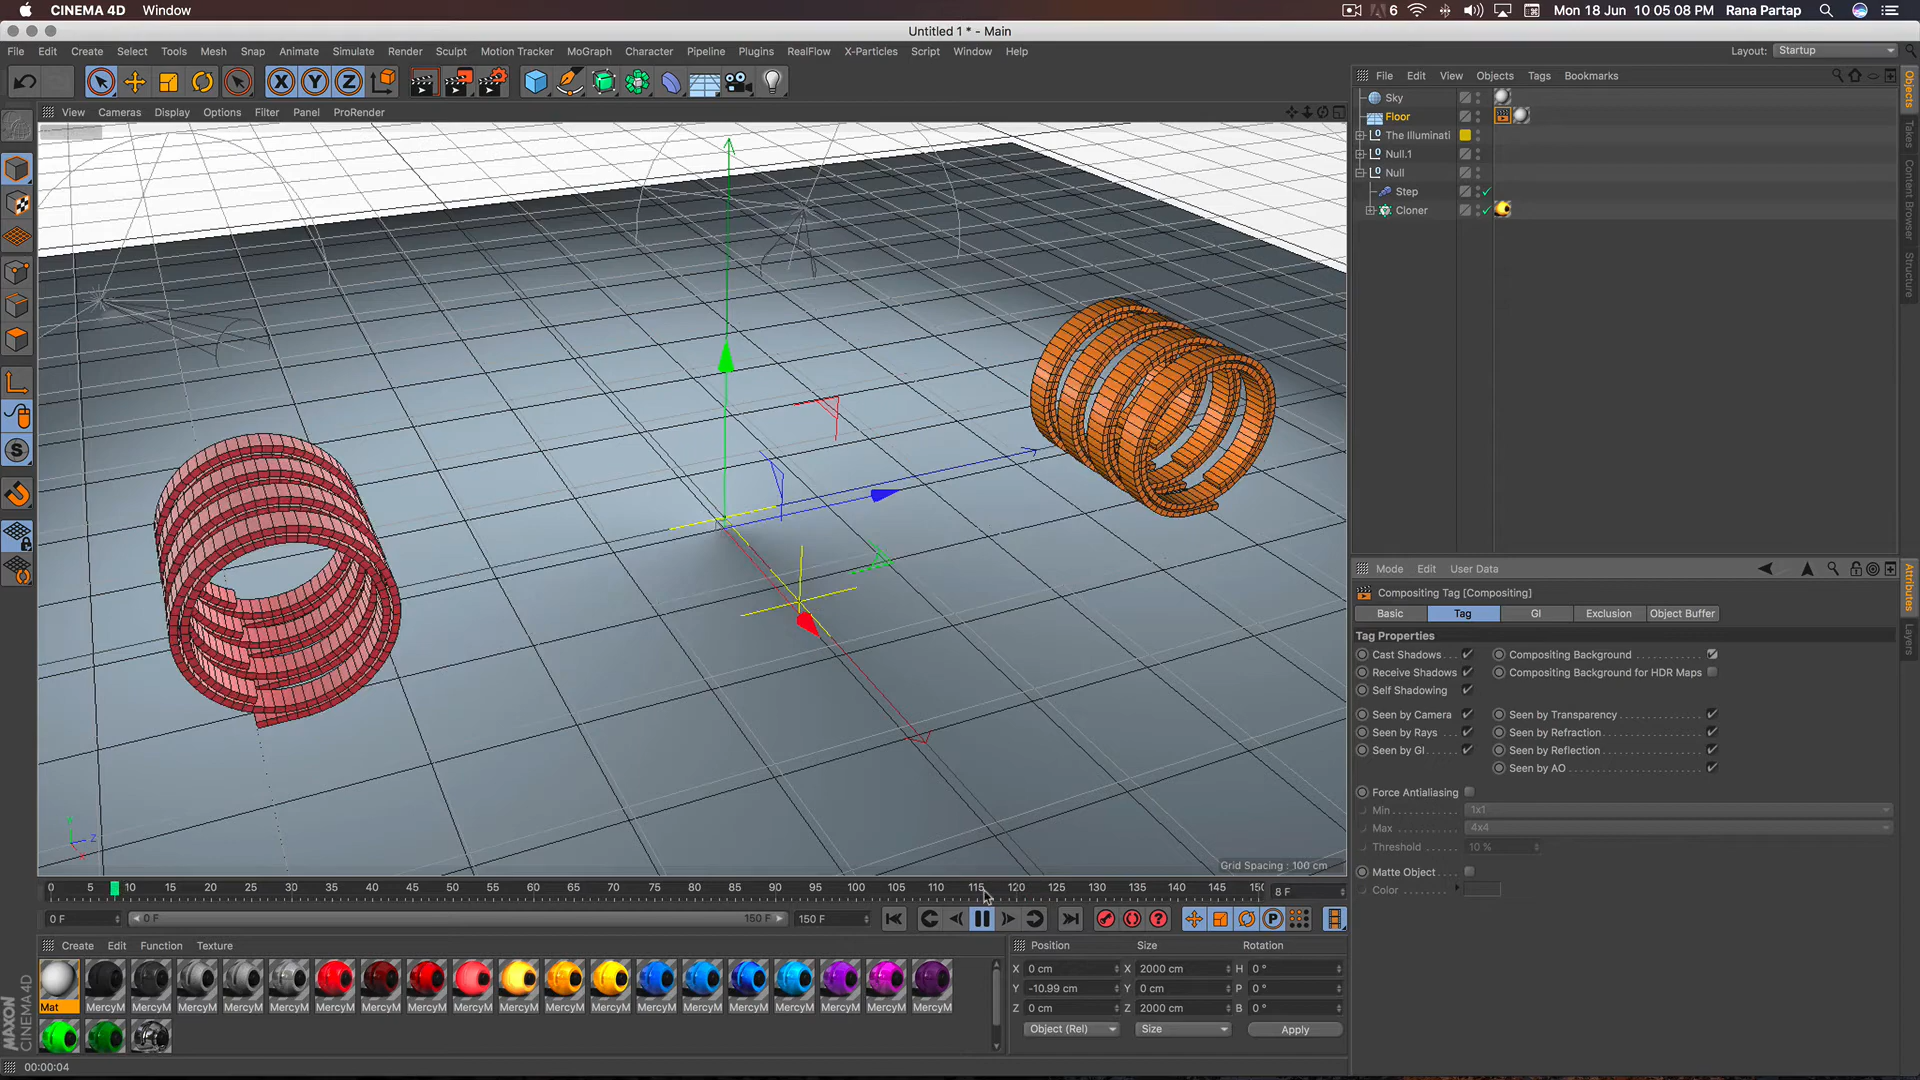 CINEMA 4D Window
6 Mon 18 Jun 10 05 08 PM Rana Partap
Untitled 1 * - Main
File Edit Create Select Tools Mesh Snap Animate Simulate Render Sculpt Motion Tracker MoGraph Character Pipeline Plugins RealFlow X-Particles Script Window Help
Layout: Startup
File Edit View Objects Tags Bookmarks
X Y Z
View Cameras Display Options Filter Panel ProRender
Sky
Floor
The Illuminati
Null.1
Null
Step
Cloner
Objects
Takes
Content Browser
Structure
Mode Edit User Data
Compositing Tag [Compositing]
Basic Tag GI Exclusion Object Buffer
Tag Properties
Cast Shadows Compositing Background
Receive Shadows Compositing Background for HDR Maps
Self Shadowing
Seen by Camera Seen by Transparency
Seen by Rays Seen by Refraction
Seen by GI Seen by Reflection
Seen by AO
Force Antialiasing
Min 1x1
Max 4x4
Threshold 10 %
Matte Object
Color
Attributes
Layers
Grid Spacing : 100 cm
0 5 10 15 20 25 30 35 40 45 50 55 60 65 70 75 80 85 90 95 100 105 110 115 120 125 130 135 140 145 150
8 F
0 F 0 F 150 F 150 F
Create Edit Function Texture
Position Size Rotation
X 0 cm X 2000 cm H 0 °
Y -10.99 cm Y 0 cm P 0 °
Z 0 cm Z 2000 cm B 0 °
Object (Rel) Size Apply
Mat MercyM MercyM MercyM MercyM MercyM MercyM MercyM MercyM MercyM MercyM MercyM MercyM MercyM MercyM MercyM MercyM MercyM MercyM MercyM
MAXON
CINEMA 4D
00:00:04